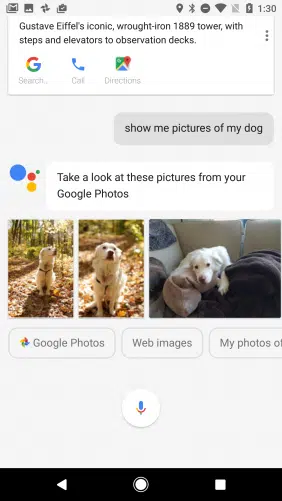 1:30
Gustave Eiffel's iconic, wrought-iron 1889 tower, with
steps and elevators to observation decks.
Search...
Call
Directions
show me pictures of my dog
Take a look at these pictures from your
Google Photos
Google Photos
Web images
My photos of